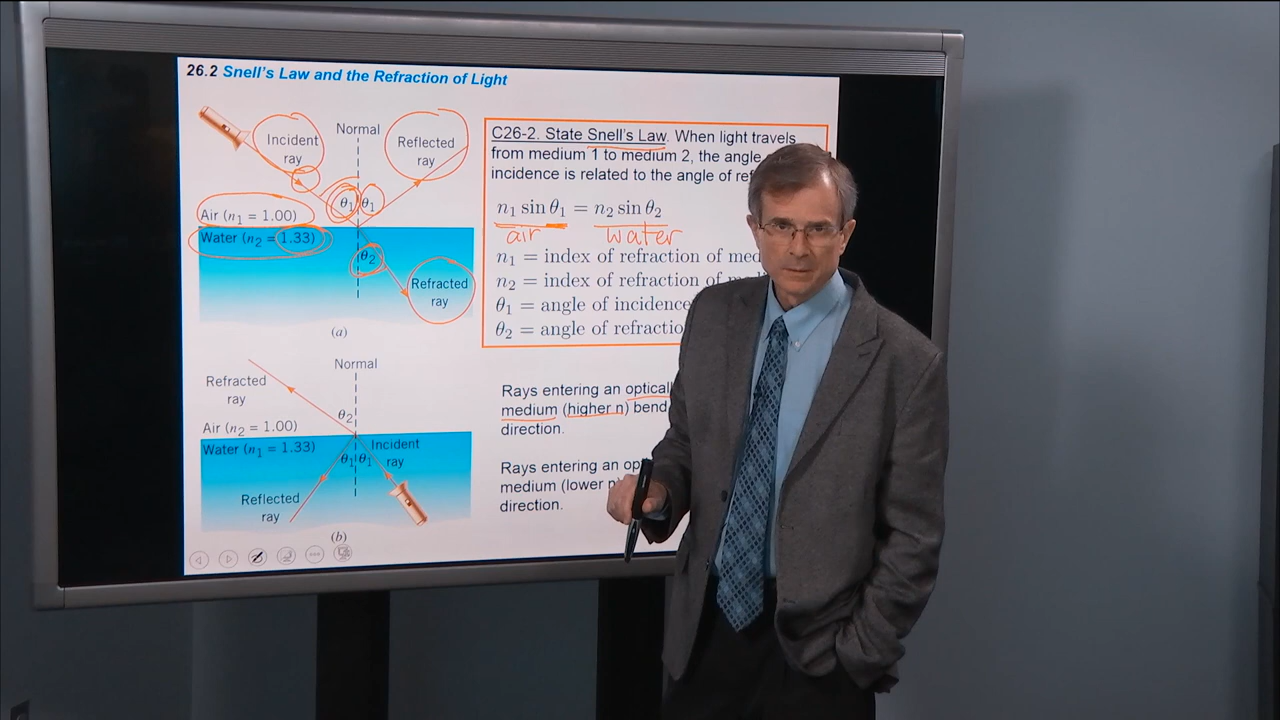 26.2 Snell's Law and the Refraction of Light
Incident
ray
Normal
Reflected
ray
θ1 θ1
Air (n1 = 1.00)
Water (n2 = 1.33)
θ2
Refracted
ray
(a)
Normal
Refracted
ray
θ2
Air (n2 = 1.00)
Water (n1 = 1.33)
Incident
ray
θ1 θ1
Reflected
ray
(b)
C26-2. State Snell's Law. When light travels
from medium 1 to medium 2, the angle
incidence is related to the angle of
n1 sin θ1 = n2 sin θ2
air water
n1 = index of refraction of
n2 = index of refraction of
θ1 = angle of incidence
θ2 = angle of
Rays entering an
medium (higher n) bend
direction.
Rays entering an
medium (lower n)
direction.